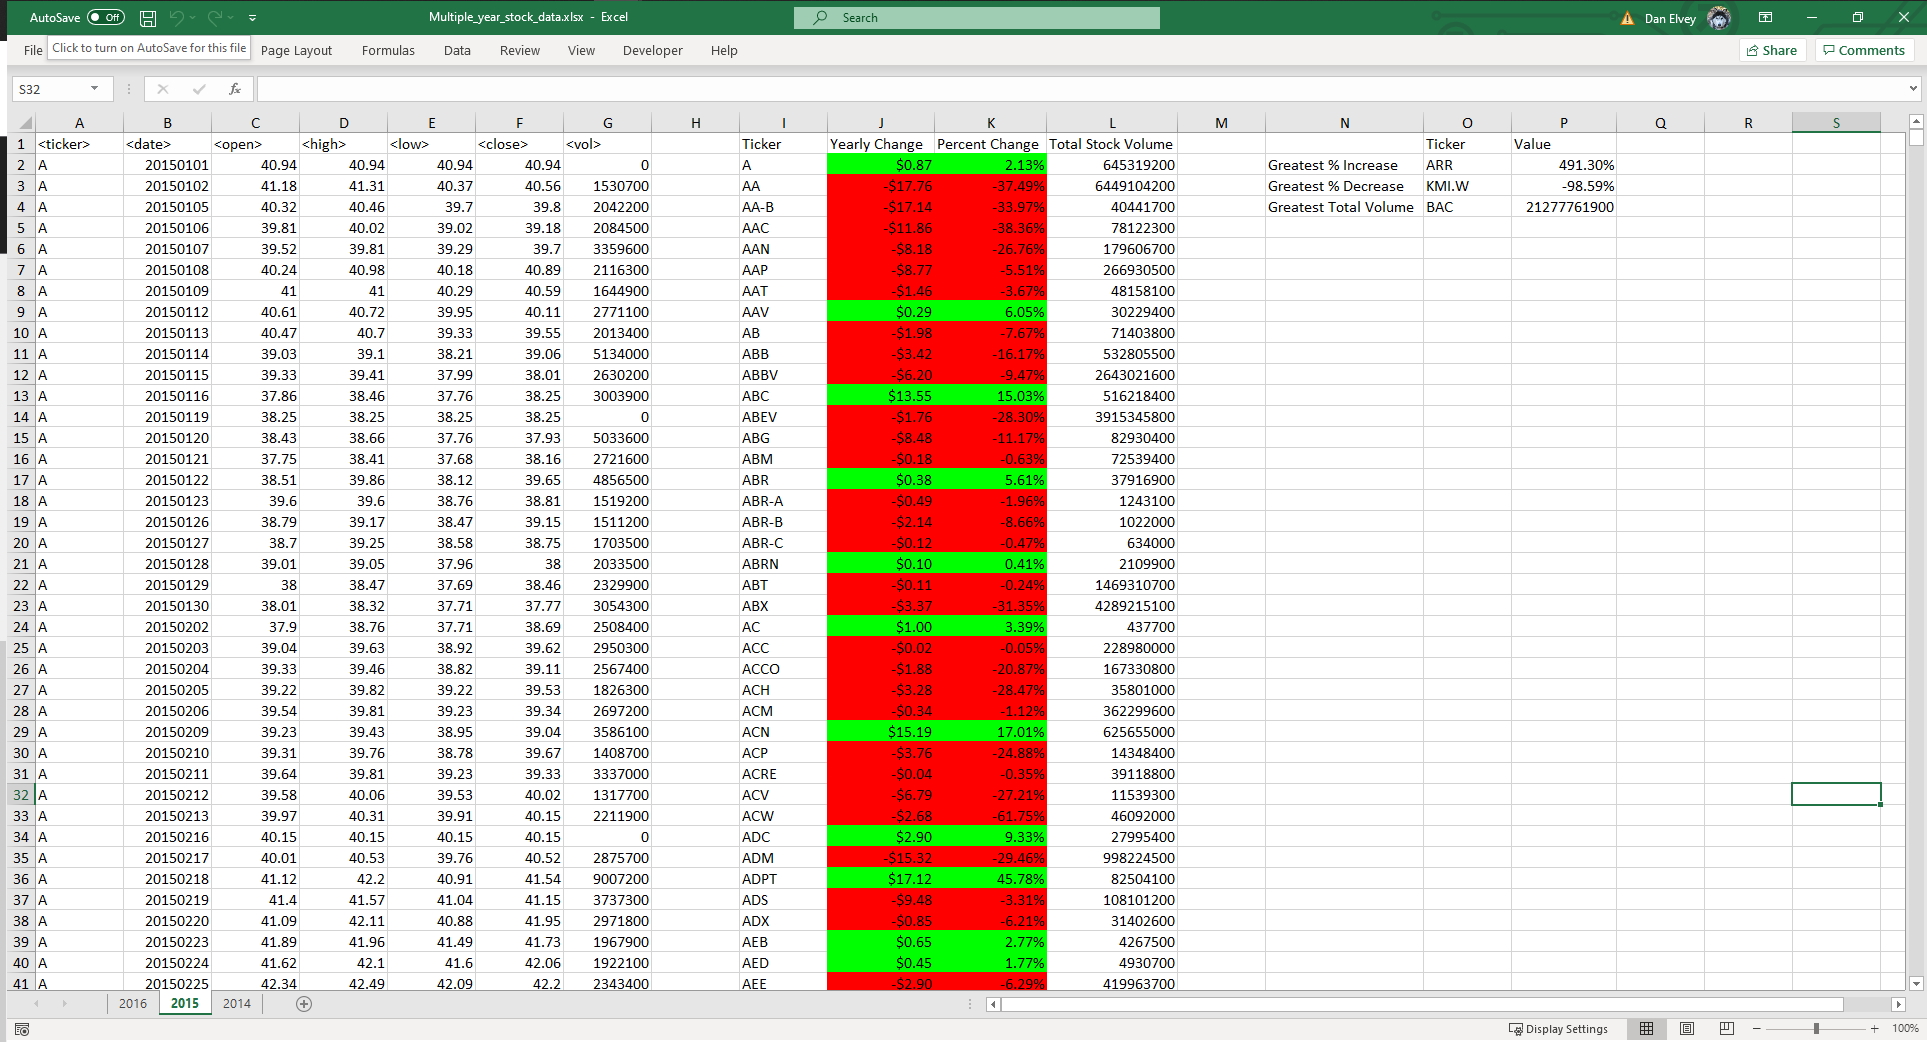 AutoSave Off Multiple_year_stock_data.xlsx - Excel Search Dan Elvey
File Click to turn on AutoSave for this file Page Layout Formulas Data Review View Developer Help Share Comments
S32 fx
A B C D E F G H I J K L M N O P Q R S
1 <ticker> <date> <open> <high> <low> <close> <vol> Ticker Yearly Change Percent Change Total Stock Volume Ticker Value
2 A 20150101 40.94 40.94 40.94 40.94 0 A $0.87 2.13% 645319200 Greatest % Increase ARR 491.30%
3 A 20150102 41.18 41.31 40.37 40.56 1530700 AA -$17.76 -37.49% 6449104200 Greatest % Decrease KMI.W -98.59%
4 A 20150105 40.32 40.46 39.7 39.8 2042200 AA-B -$17.14 -33.97% 40441700 Greatest Total Volume BAC 21277761900
5 A 20150106 39.81 40.02 39.02 39.18 2084500 AAC -$11.86 -38.36% 78122300
6 A 20150107 39.52 39.81 39.29 39.7 3359600 AAN -$8.18 -26.76% 179606700
7 A 20150108 40.24 40.98 40.18 40.89 2116300 AAP -$8.77 -5.51% 266930500
8 A 20150109 41 41 40.29 40.59 1644900 AAT -$1.46 -3.67% 48158100
9 A 20150112 40.61 40.72 39.95 40.11 2771100 AAV $0.29 6.05% 30229400
10 A 20150113 40.47 40.7 39.33 39.55 2013400 AB -$1.98 -7.67% 71403800
11 A 20150114 39.03 39.1 38.21 39.06 5134000 ABB -$3.42 -16.17% 532805500
12 A 20150115 39.33 39.41 37.99 38.01 2630200 ABBV -$6.20 -9.47% 2643021600
13 A 20150116 37.86 38.46 37.76 38.25 3003900 ABC $13.55 15.03% 516218400
14 A 20150119 38.25 38.25 38.25 38.25 0 ABEV -$1.76 -28.30% 3915345800
15 A 20150120 38.43 38.66 37.76 37.93 5033600 ABG -$8.48 -11.17% 82930400
16 A 20150121 37.75 38.41 37.68 38.16 2721600 ABM -$0.18 -0.63% 72539400
17 A 20150122 38.51 39.86 38.12 39.65 4856500 ABR $0.38 5.61% 37916900
18 A 20150123 39.6 39.6 38.76 38.81 1519200 ABR-A -$0.49 -1.96% 1243100
19 A 20150126 38.79 39.17 38.47 39.15 1511200 ABR-B -$2.14 -8.66% 1022000
20 A 20150127 38.7 39.25 38.58 38.75 1703500 ABR-C -$0.12 -0.47% 634000
21 A 20150128 39.01 39.05 37.96 38 2033500 ABRN $0.10 0.41% 2109900
22 A 20150129 38 38.47 37.69 38.46 2329900 ABT -$0.11 -0.24% 1469310700
23 A 20150130 38.01 38.32 37.71 37.77 3054300 ABX -$3.37 -31.35% 4289215100
24 A 20150202 37.9 38.76 37.71 38.69 2508400 AC $1.00 3.39% 437700
25 A 20150203 39.04 39.63 38.92 39.62 2950300 ACC -$0.02 -0.05% 228980000
26 A 20150204 39.33 39.46 38.82 39.11 2567400 ACCO -$1.88 -20.87% 167330800
27 A 20150205 39.22 39.82 39.22 39.53 1826300 ACH -$3.28 -28.47% 35801000
28 A 20150206 39.54 39.81 39.23 39.34 2697200 ACM -$0.34 -1.12% 362299600
29 A 20150209 39.23 39.43 38.95 39.04 3586100 ACN $15.19 17.01% 625655000
30 A 20150210 39.31 39.76 38.78 39.67 1408700 ACP -$3.76 -24.88% 14348400
31 A 20150211 39.64 39.81 39.23 39.33 3337000 ACRE -$0.04 -0.35% 39118800
32 A 20150212 39.58 40.06 39.53 40.02 1317700 ACV -$6.79 -27.21% 11539300
33 A 20150213 39.97 40.31 39.91 40.15 2211900 ACW -$2.68 -61.75% 46092000
34 A 20150216 40.15 40.15 40.15 40.15 0 ADC $2.90 9.33% 27995400
35 A 20150217 40.01 40.53 39.76 40.52 2875700 ADM -$15.32 -29.46% 998224500
36 A 20150218 41.12 42.2 40.91 41.54 9007200 ADPT $17.12 45.78% 82504100
37 A 20150219 41.4 41.57 41.04 41.15 3737300 ADS -$9.48 -3.31% 108101200
38 A 20150220 41.09 42.11 40.88 41.95 2971800 ADX -$0.85 -6.21% 31402600
39 A 20150223 41.89 41.96 41.49 41.73 1967900 AEB $0.65 2.77% 4267500
40 A 20150224 41.62 42.1 41.6 42.06 1922100 AED $0.45 1.77% 4930700
41 A 20150225 42.34 42.49 42.09 42.2 2343400 AEE -$2.90 -6.29% 419963700
2016 2015 2014
Display Settings 100%